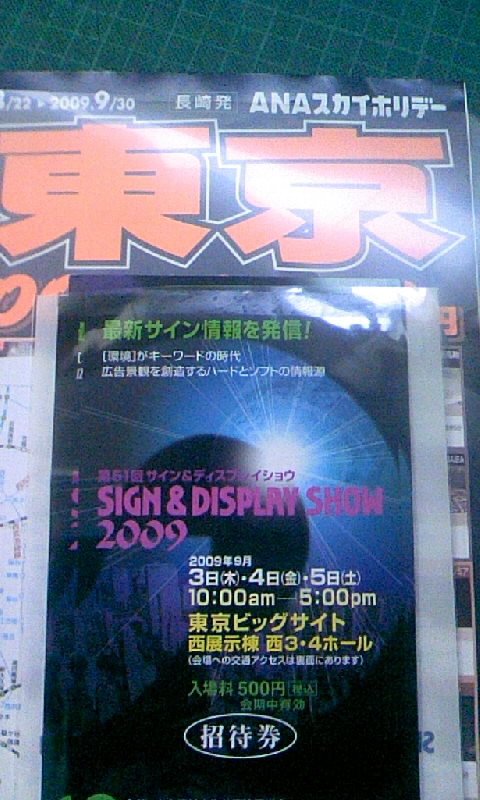 /22 ▶ 2009.9/30 長崎発 ANAスカイホリデー
東京
円
最新サイン情報を発信!
[環境]がキーワードの時代
広告景観を創造するハードとソフトの情報源
第51回 サイン&ディスプレイショウ
SIGN & DISPLAY SHOW
2009
2009年9月
3日(木)・4日(金)・5日(土)
10:00am—5:00pm
東京ビッグサイト
西展示棟 西3・4ホール
(会場への交通アクセスは裏面にあります)
入場料 500円 税込
会期中有効
招待券